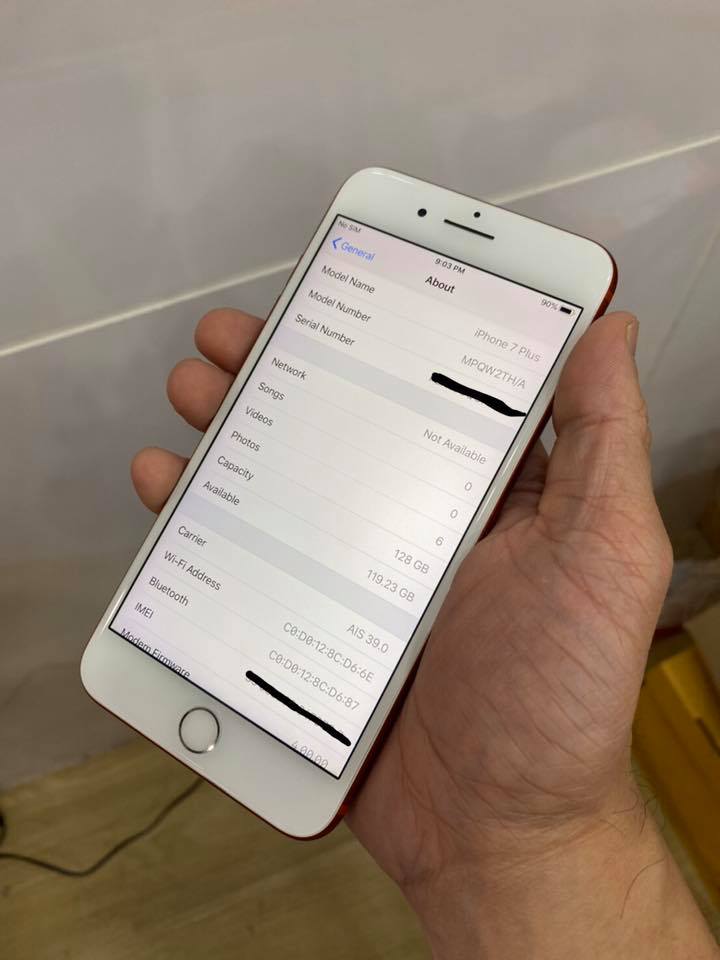 No SIM
9:03 PM
90%
General
About
Model Name iPhone 7 Plus
Model Number MPQW2TH/A
Serial Number
Network Not Available
Songs 0
Videos 0
Photos 6
Capacity 128 GB
Available 119.23 GB
Carrier AIS 39.0
Wi-Fi Address C0:D0:12:8C:D6:6E
Bluetooth C0:D0:12:8C:D6:87
IMEI
Modem Firmware 4.00.00